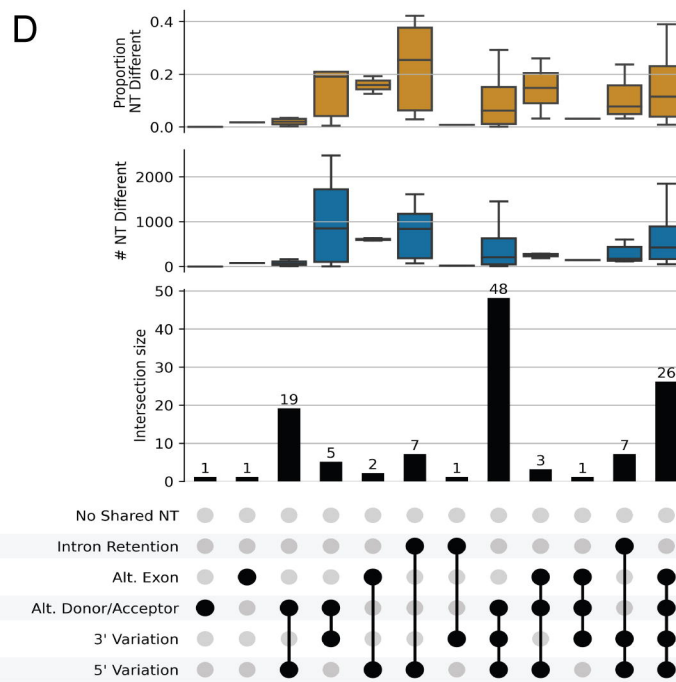 D
Proportion
NT Different
0.4
0.2
0.0
# NT Different
2000
1000
0
Intersection size
50
40
30
20
10
0
1
1
19
5
2
7
1
48
3
1
7
26
No Shared NT
Intron Retention
Alt. Exon
Alt. Donor/Acceptor
3' Variation
5' Variation